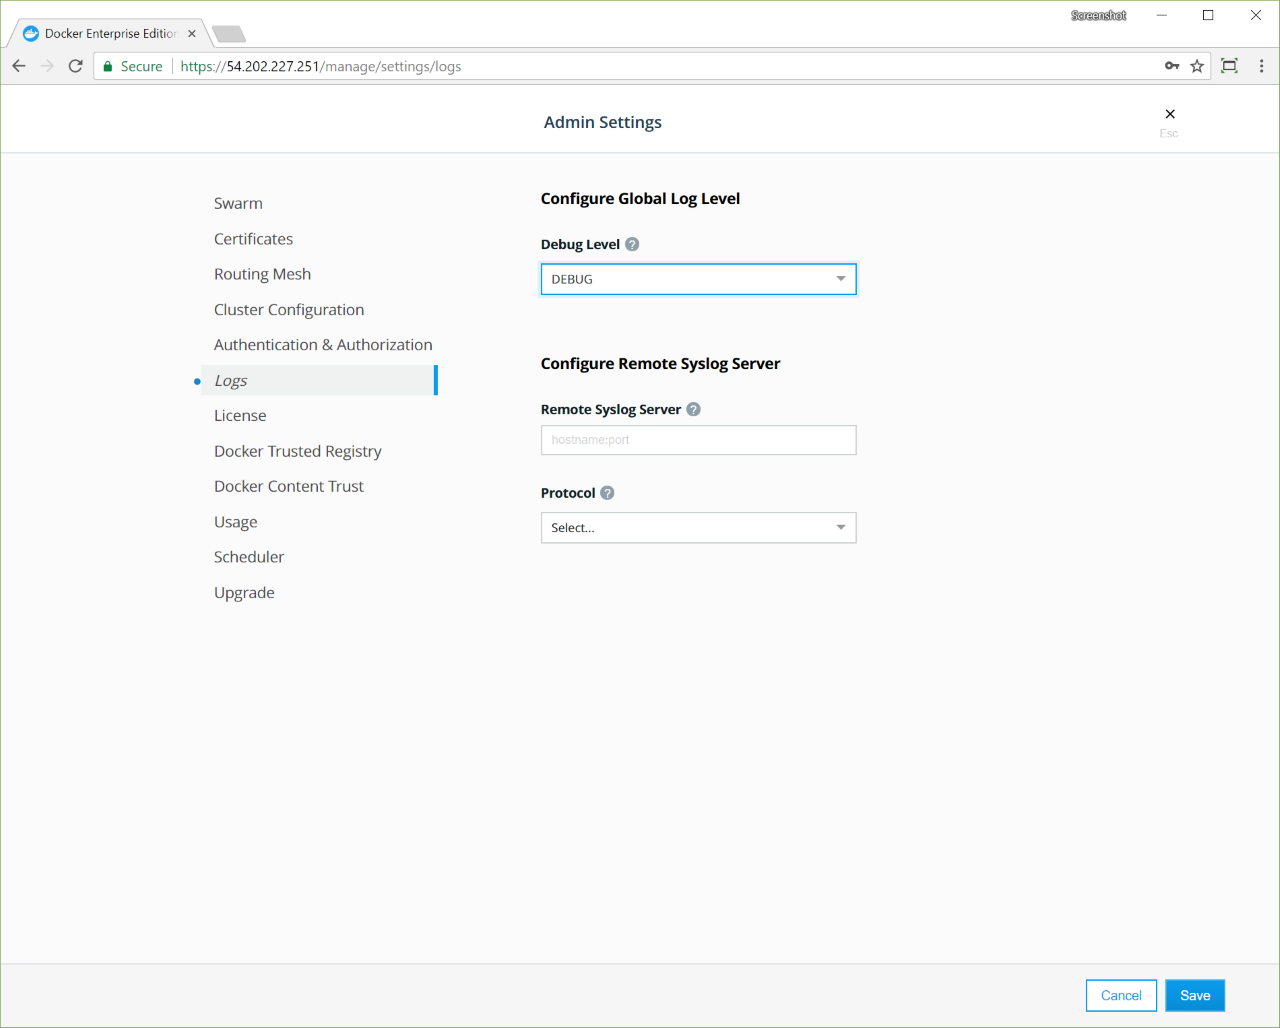 Screenshot
Docker Enterprise Edition
Secure https://54.202.227.251/manage/settings/logs
Admin Settings
Esc
Swarm
Certificates
Routing Mesh
Cluster Configuration
Authentication & Authorization
Logs
License
Docker Trusted Registry
Docker Content Trust
Usage
Scheduler
Upgrade
Configure Global Log Level
Debug Level ?
DEBUG
Configure Remote Syslog Server
Remote Syslog Server ?
hostname:port
Protocol ?
Select...
Cancel Save